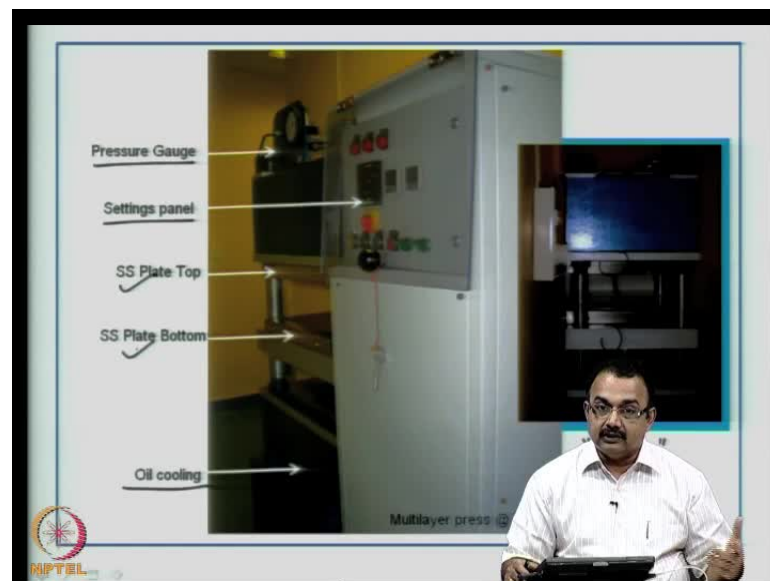 Pressure Gauge
Settings panel
SS Plate Top
SS Plate Bottom
Oil cooling
Multilayer press @
NPTEL